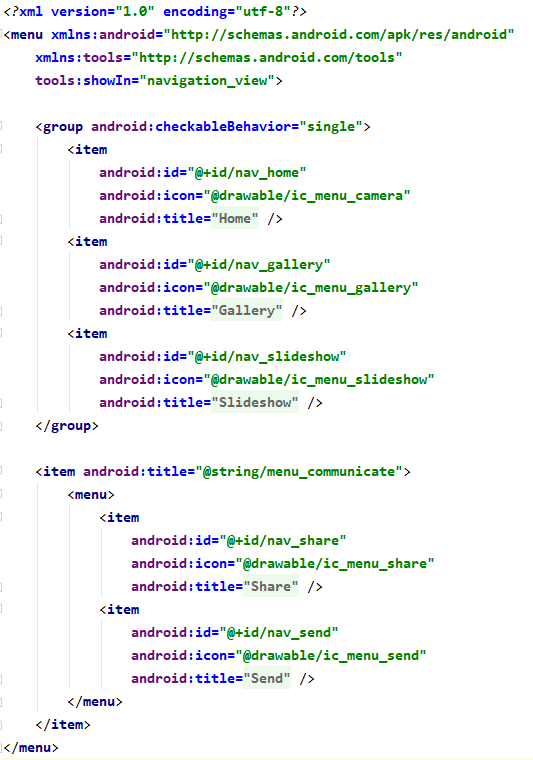 <?xml version="1.0" encoding="utf-8"?>
<menu xmlns:android="http://schemas.android.com/apk/res/android"
    xmlns:tools="http://schemas.android.com/tools"
    tools:showIn="navigation_view">

    <group android:checkableBehavior="single">
        <item
            android:id="@+id/nav_home"
            android:icon="@drawable/ic_menu_camera"
            android:title="Home" />
        <item
            android:id="@+id/nav_gallery"
            android:icon="@drawable/ic_menu_gallery"
            android:title="Gallery" />
        <item
            android:id="@+id/nav_slideshow"
            android:icon="@drawable/ic_menu_slideshow"
            android:title="Slideshow" />
    </group>

    <item android:title="@string/menu_communicate">
        <menu>
            <item
                android:id="@+id/nav_share"
                android:icon="@drawable/ic_menu_share"
                android:title="Share" />
            <item
                android:id="@+id/nav_send"
                android:icon="@drawable/ic_menu_send"
                android:title="Send" />
        </menu>
    </item>
</menu>